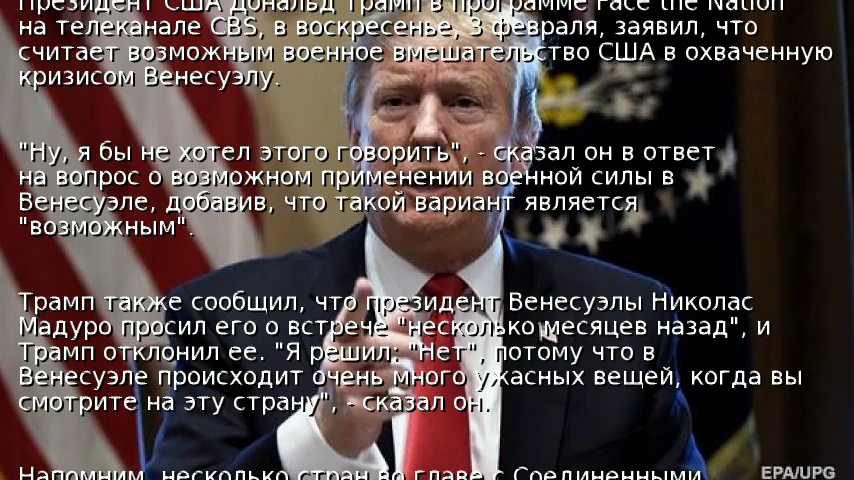 Президент США Дональд Трамп в программе Face the Nation
на телеканале CBS, в воскресенье, 3 февраля, заявил, что
считает возможным военное вмешательство США в охваченную
кризисом Венесуэлу.
"Ну, я бы не хотел этого говорить", - сказал он в ответ
на вопрос о возможном применении военной силы в
Венесуэле, добавив, что такой вариант является
"возможным".
Трамп также сообщил, что президент Венесуэлы Николас
Мадуро просил его о встрече "несколько месяцев назад", и
Трамп отклонил ее. "Я решил: "Нет", потому что в
Венесуэле происходит очень много ужасных вещей, когда вы
смотрите на эту страну", - сказал он.
Напомним, несколько стран во главе с Соединенными
EPA/UPG